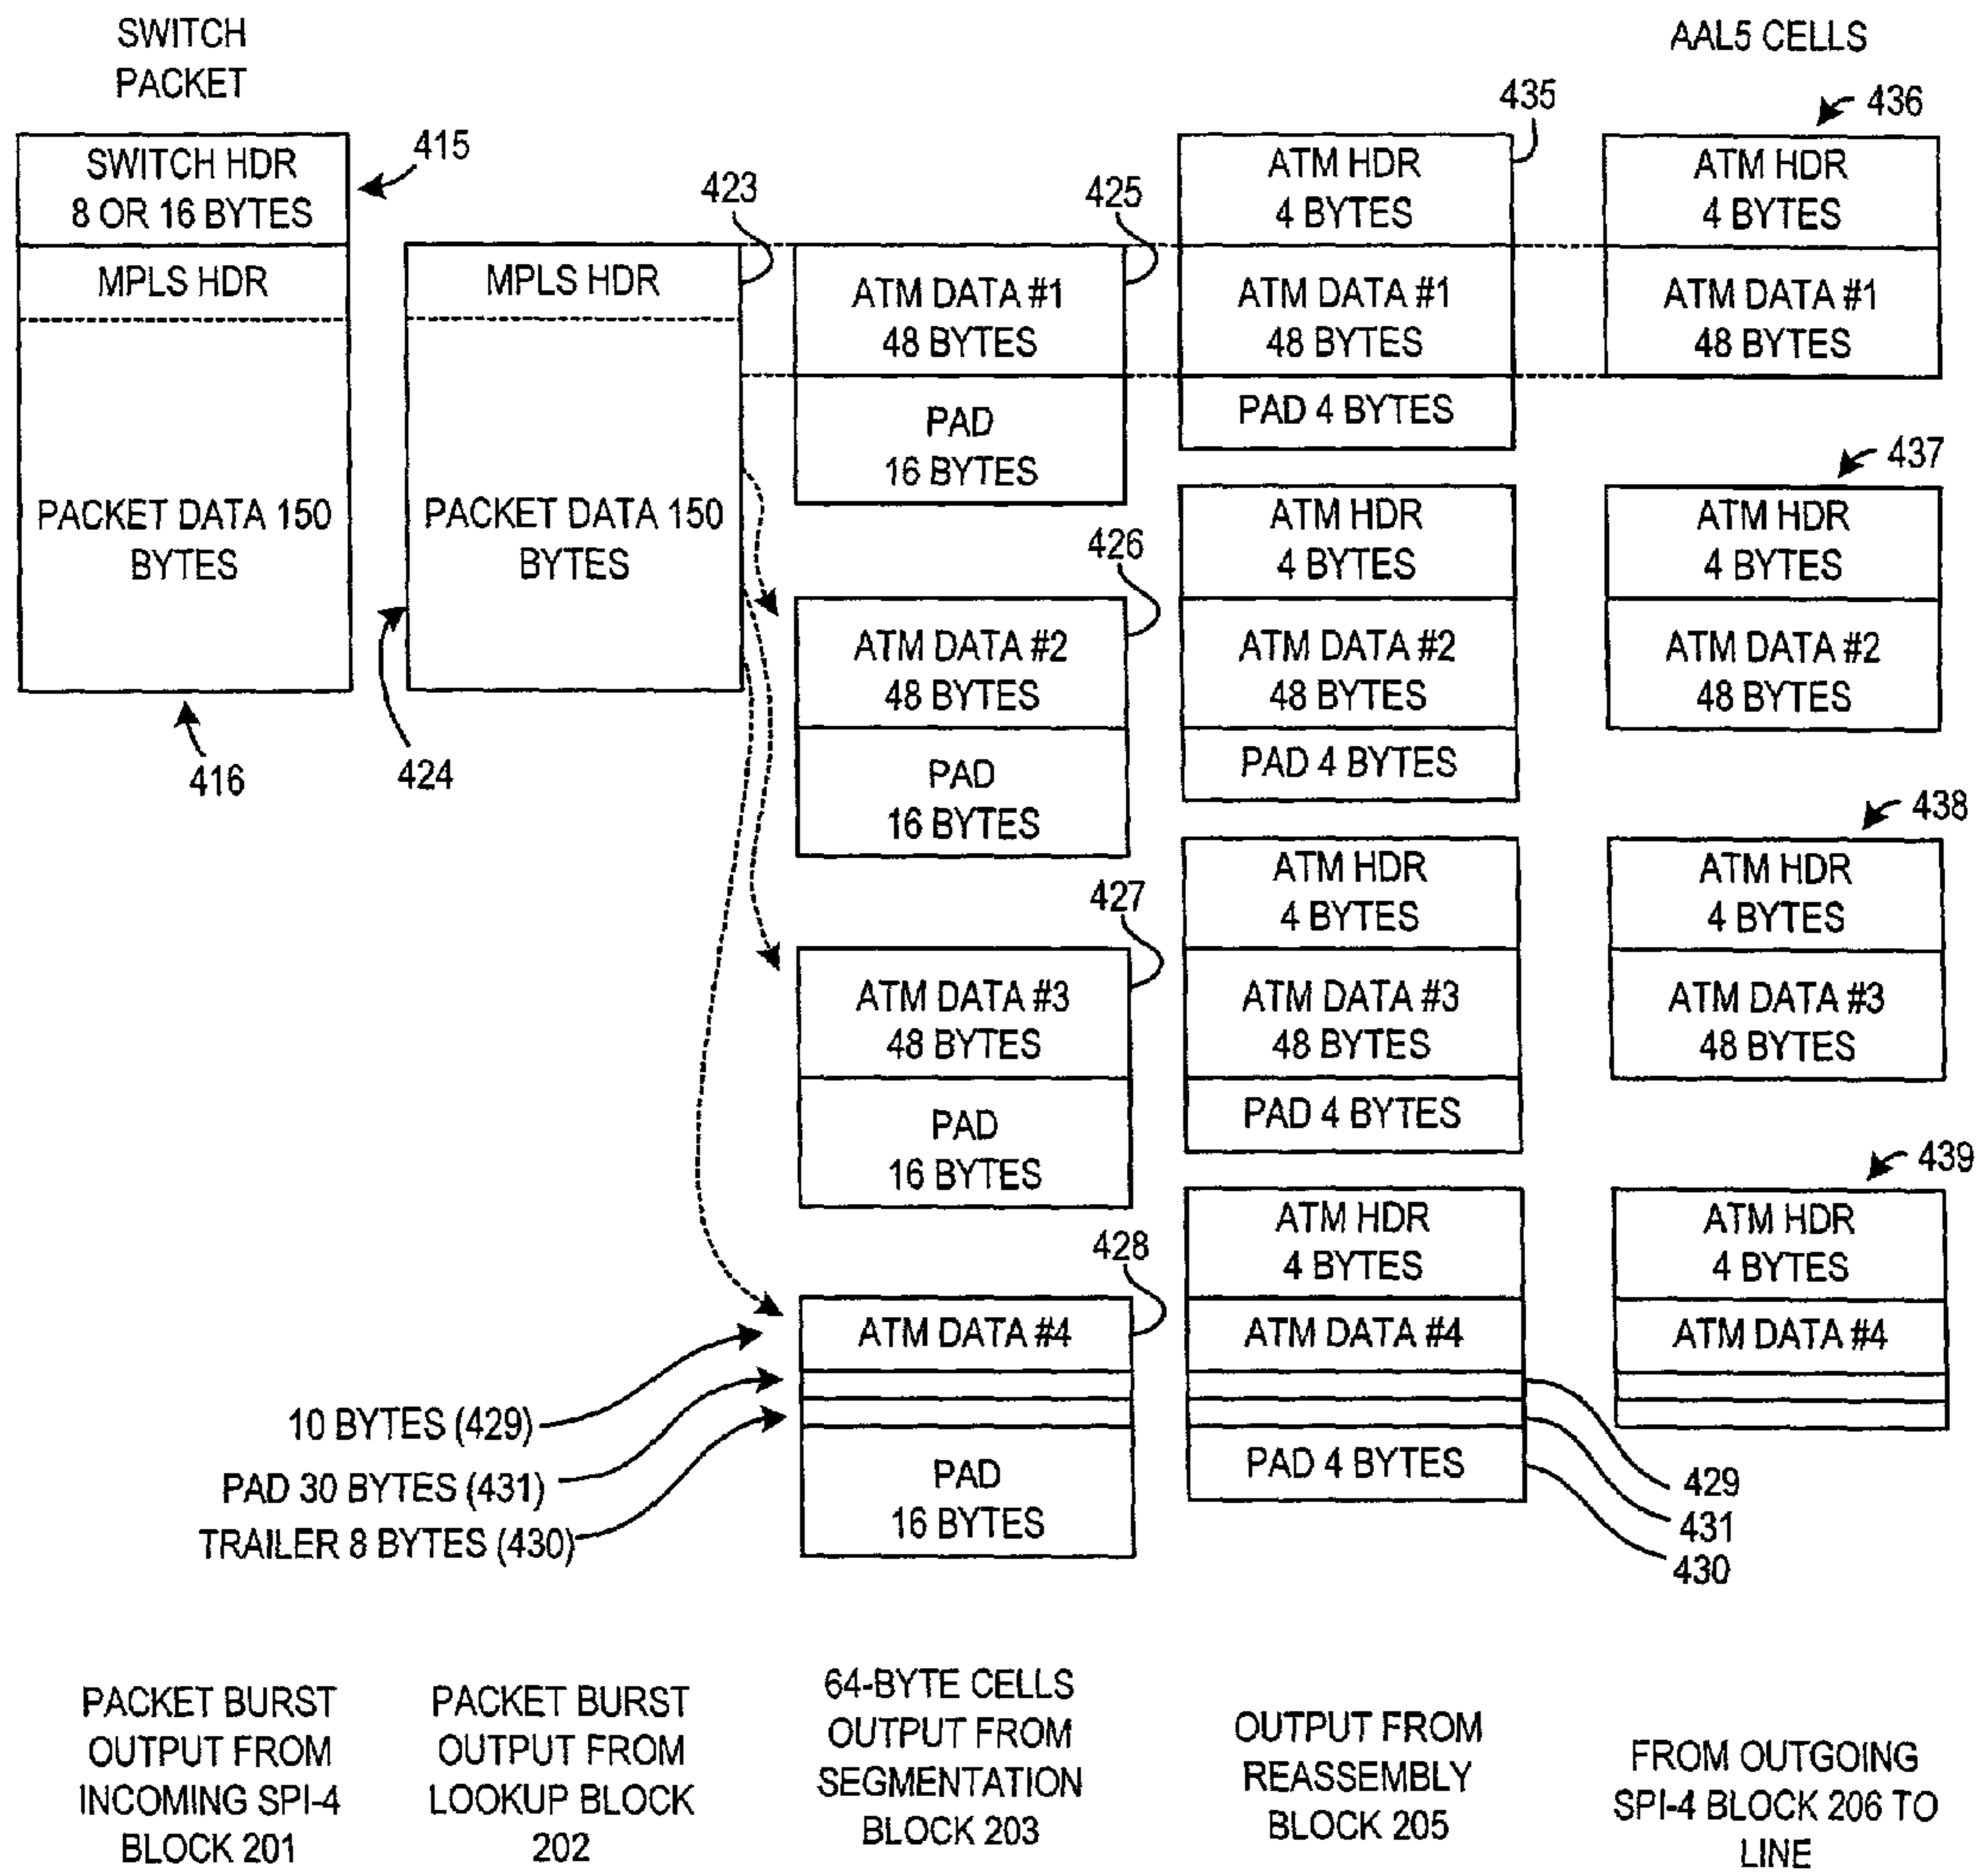 SWITCH
PACKET
SWITCH HDR
8 OR 16 BYTES
MPLS HDR
PACKET DATA 150
BYTES
415
416
MPLS HDR
PACKET DATA 150
BYTES
423
424
ATM DATA #1
48 BYTES
PAD
16 BYTES
425
ATM DATA #2
48 BYTES
PAD
16 BYTES
426
ATM DATA #3
48 BYTES
PAD
16 BYTES
427
ATM DATA #4
PAD
16 BYTES
428
10 BYTES (429)
PAD 30 BYTES (431)
TRAILER 8 BYTES (430)
435
ATM HDR
4 BYTES
ATM DATA #1
48 BYTES
PAD 4 BYTES
ATM HDR
4 BYTES
ATM DATA #2
48 BYTES
PAD 4 BYTES
ATM HDR
4 BYTES
ATM DATA #3
48 BYTES
PAD 4 BYTES
ATM HDR
4 BYTES
ATM DATA #4
PAD 4 BYTES
429
431
430
AAL5 CELLS
436
ATM HDR
4 BYTES
ATM DATA #1
48 BYTES
437
ATM HDR
4 BYTES
ATM DATA #2
48 BYTES
438
ATM HDR
4 BYTES
ATM DATA #3
48 BYTES
439
ATM HDR
4 BYTES
ATM DATA #4
PACKET BURST
OUTPUT FROM
INCOMING SPI-4
BLOCK 201
PACKET BURST
OUTPUT FROM
LOOKUP BLOCK
202
64-BYTE CELLS
OUTPUT FROM
SEGMENTATION
BLOCK 203
OUTPUT FROM
REASSEMBLY
BLOCK 205
FROM OUTGOING
SPI-4 BLOCK 206 TO
LINE